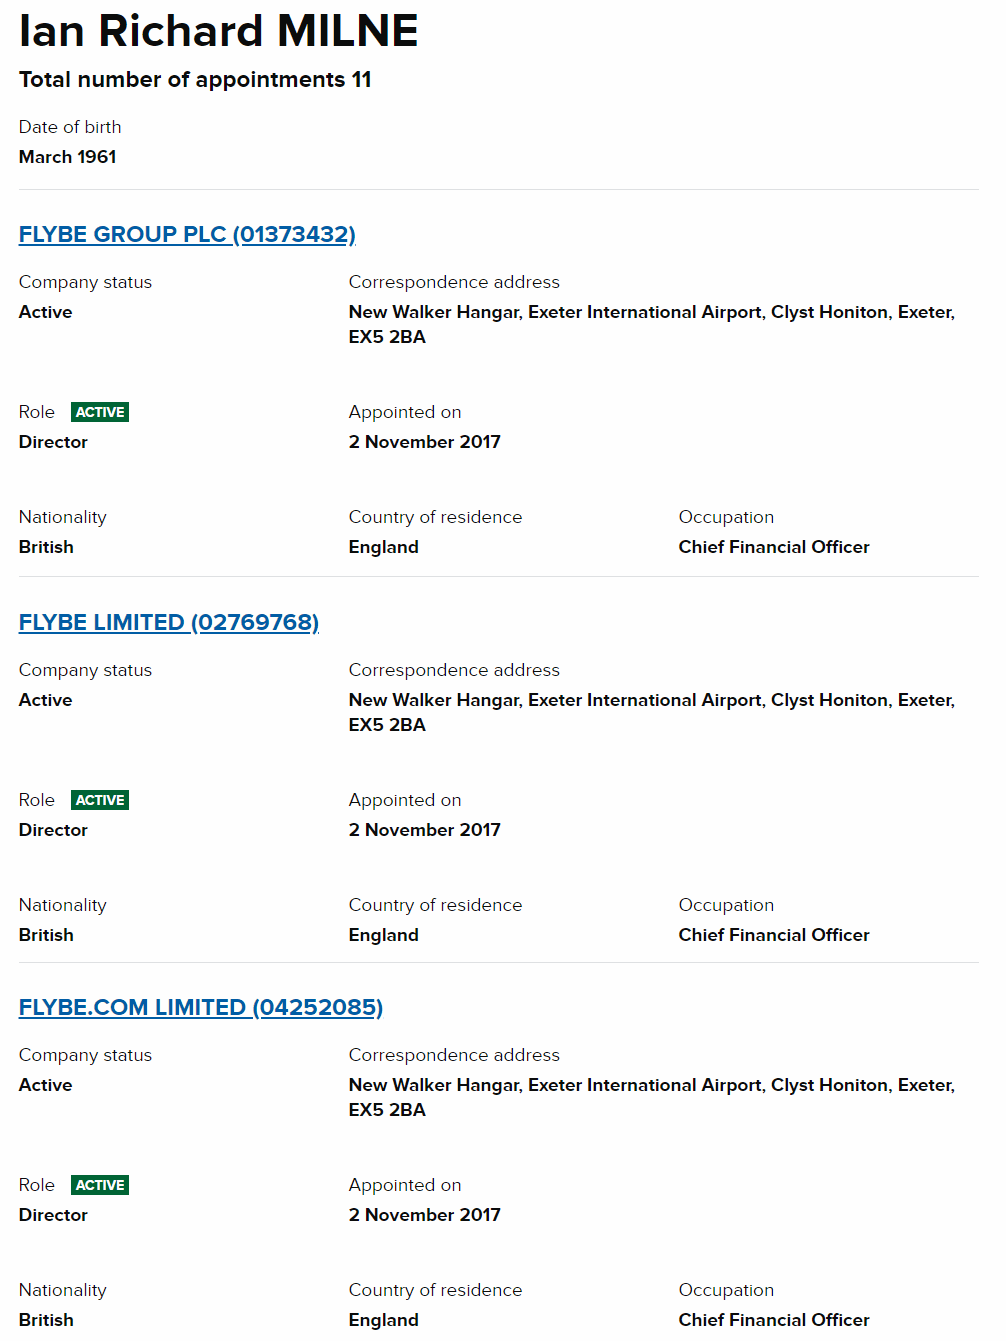 Ian Richard MILNE
Total number of appointments 11
Date of birth
March 1961
FLYBE GROUP PLC (01373432)
Company status
Active
Correspondence address
New Walker Hangar, Exeter International Airport, Clyst Honiton, Exeter,
EX5 2BA
Role ACTIVE
Director
Appointed on
2 November 2017
Nationality
British
Country of residence
England
Occupation
Chief Financial Officer
FLYBE LIMITED (02769768)
Company status
Active
Correspondence address
New Walker Hangar, Exeter International Airport, Clyst Honiton, Exeter,
EX5 2BA
Role ACTIVE
Director
Appointed on
2 November 2017
Nationality
British
Country of residence
England
Occupation
Chief Financial Officer
FLYBE.COM LIMITED (04252085)
Company status
Active
Correspondence address
New Walker Hangar, Exeter International Airport, Clyst Honiton, Exeter,
EX5 2BA
Role ACTIVE
Director
Appointed on
2 November 2017
Nationality
British
Country of residence
England
Occupation
Chief Financial Officer